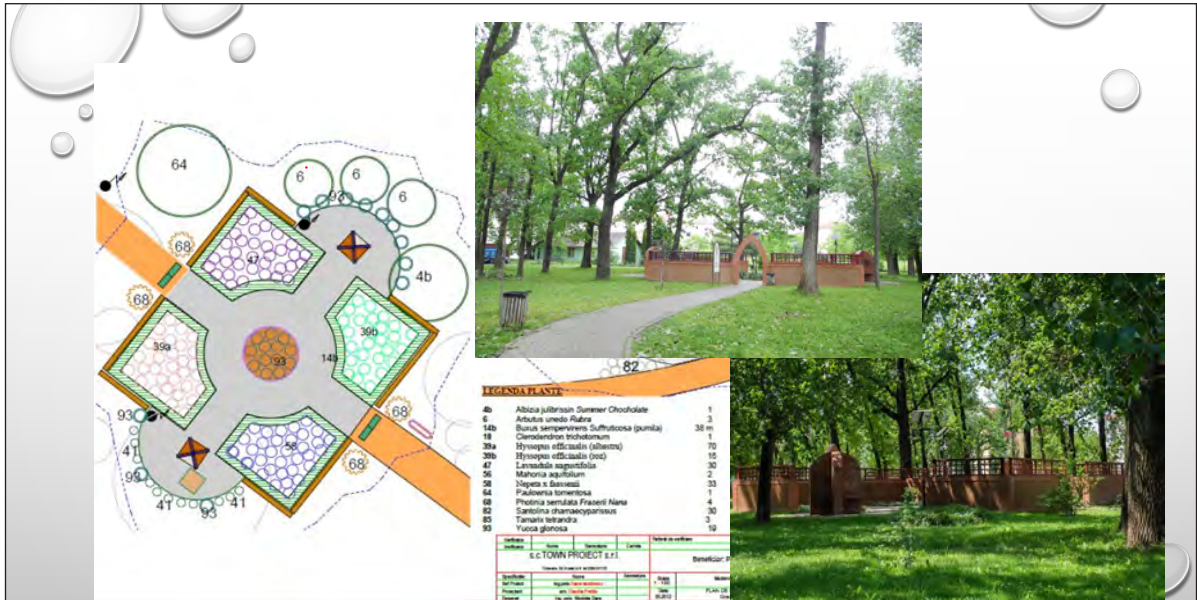 64
6
6
6
93
4b
68
47
68
39b
39a
14b
93
93
68
58
68
41
93
41
93
41
82
LEGENDA PLANTE
4b Albizia julibrissin Summer Chocholate 1
6 Arbutus unedo Rubra 3
14b Buxus sempervirens Suffruticosa (pumila) 38 m
18 Clerodendron trichotomum 1
39a Hyssopus officinalis (albastru) 70
39b Hyssopus officinalis (roz) 15
47 Lavandula angustifolia 30
56 Mahonia aquifolium 2
58 Nepeta x faassenii 33
64 Paulownia tomentosa 1
68 Photinia serrulata Fraserii Nana 4
82 Santolina chamaecyparissus 30
85 Tamarix tetrandra 3
93 Yucca gloriosa 19
s.c.TOWN PROIECT s.r.l.
Beneficiar: P